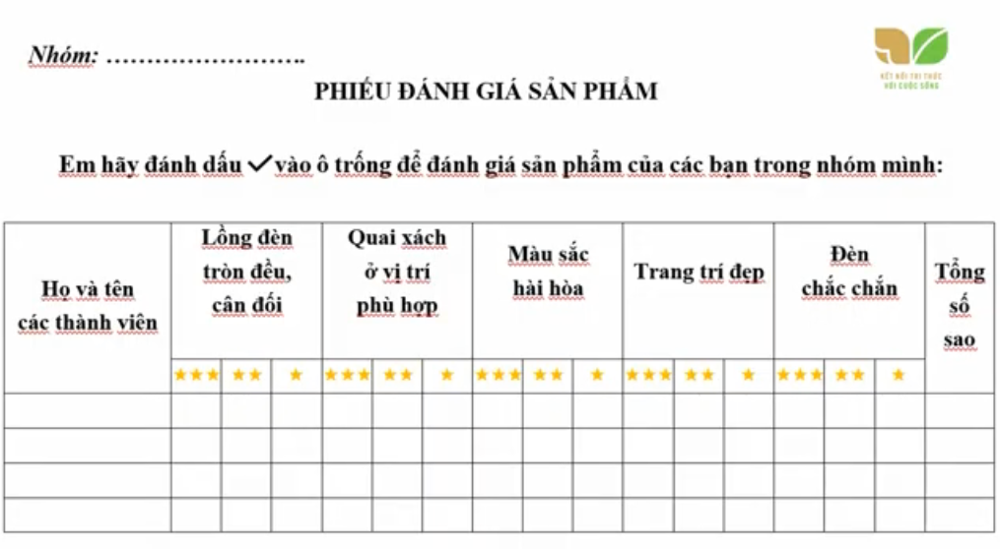 Nhóm: ............................
KẾT NỐI TRI THỨC
VỚI CUỘC SỐNG
PHIẾU ĐÁNH GIÁ SẢN PHẨM
Em hãy đánh dấu ✓ vào ô trống để đánh giá sản phẩm của các bạn trong nhóm mình:
Họ và tên
các thành viên
Lồng đèn
tròn đều,
cân đối
Quai xách
ở vị trí
phù hợp
Màu sắc
hài hòa
Trang trí đẹp
Đèn
chắc chắn
Tổng
số
sao